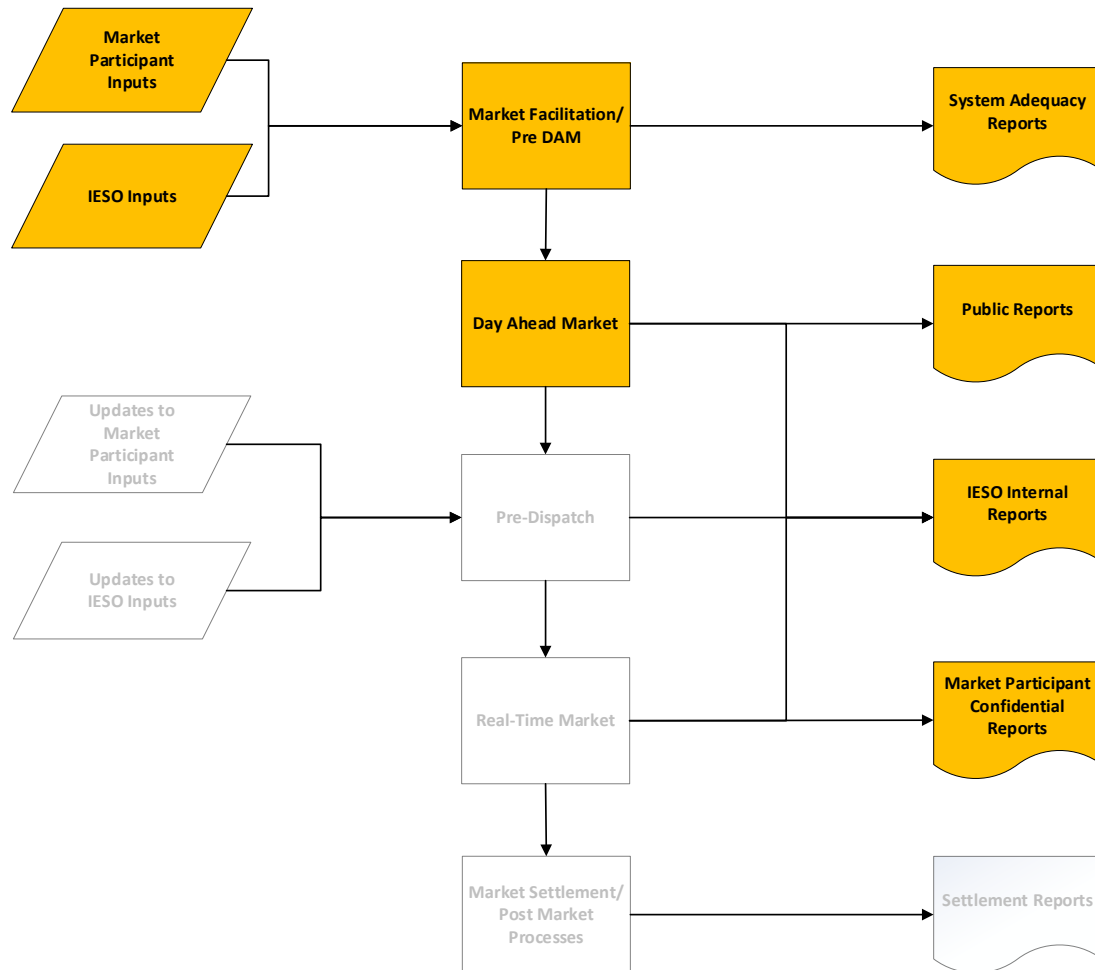 Market
Participant
Inputs
IESO Inputs
Market Facilitation/
Pre DAM
System Adequacy
Reports
Day Ahead Market
Public Reports
Updates to
Market
Participant
Inputs
Updates to
IESO Inputs
Pre-Dispatch
IESO Internal
Reports
Real-Time Market
Market Participant
Confidential
Reports
Market Settlement/
Post Market
Processes
Settlement Reports